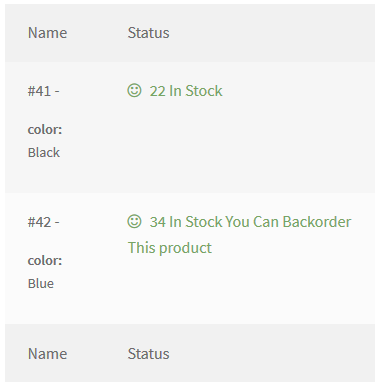 Name Status
#41 - 22 In Stock
color:
Black
#42 - 34 In Stock You Can Backorder
This product
color:
Blue
Name Status